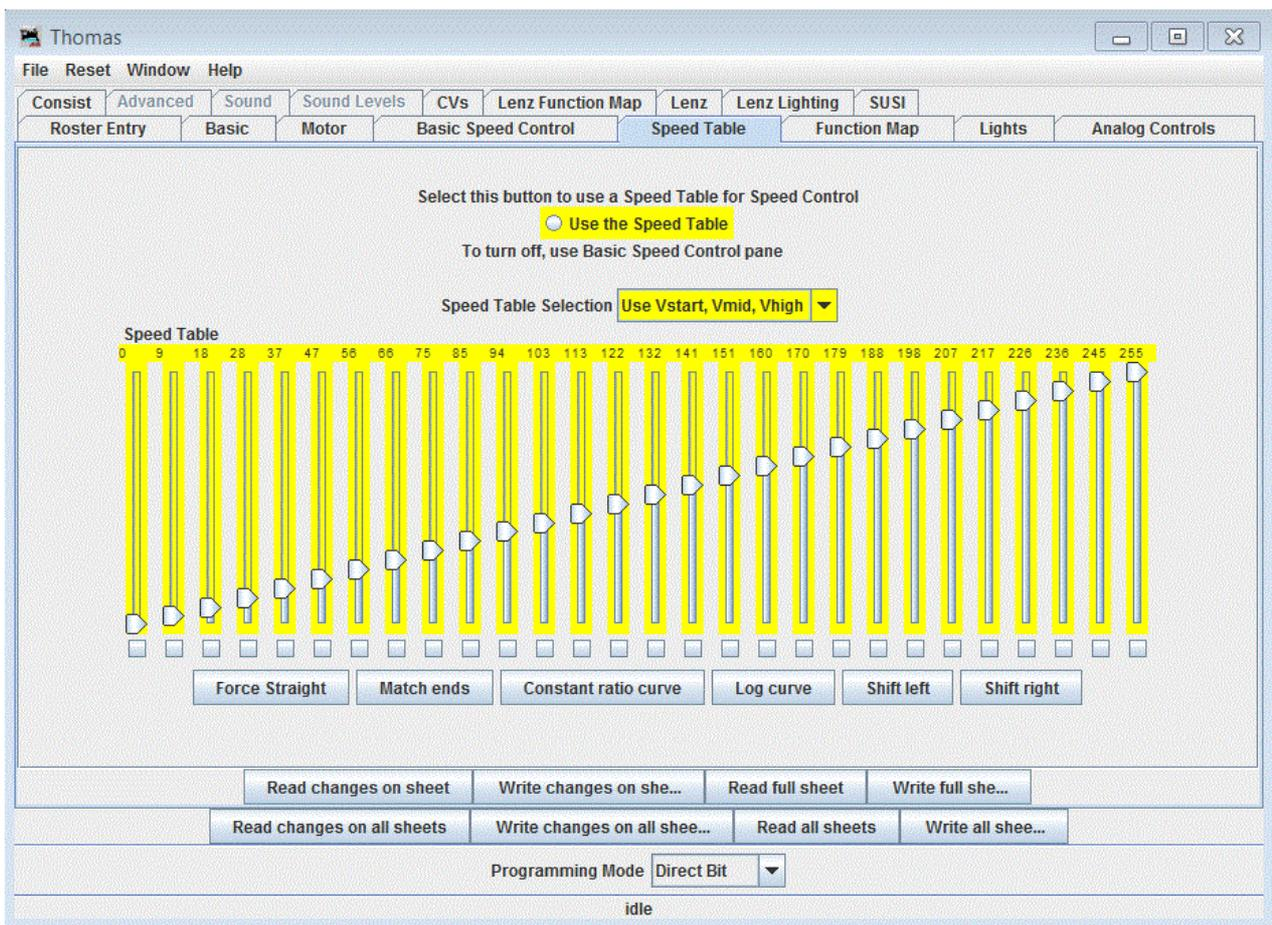 Thomas
File Reset Window Help
Consist Advanced Sound Sound Levels CVs Lenz Function Map Lenz Lenz Lighting SUSI
Roster Entry Basic Motor Basic Speed Control Speed Table Function Map Lights Analog Controls
Select this button to use a Speed Table for Speed Control
Use the Speed Table
To turn off, use Basic Speed Control pane
Speed Table Selection Use Vstart, Vmid, Vhigh
Speed Table
0 9 18 28 37 47 56 66 75 85 94 103 113 122 132 141 151 160 170 179 188 198 207 217 226 236 245 255
Force Straight Match ends Constant ratio curve Log curve Shift left Shift right
Read changes on sheet Write changes on she... Read full sheet Write full she...
Read changes on all sheets Write changes on all shee... Read all sheets Write all shee...
Programming Mode Direct Bit
idle